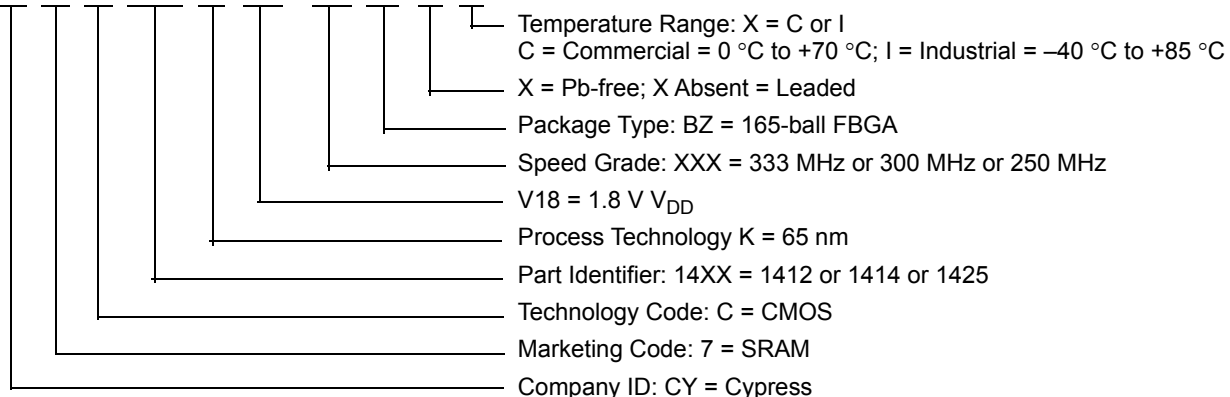 Temperature Range: X = C or I
C = Commercial = 0 °C to +70 °C; I = Industrial = –40 °C to +85 °C
X = Pb-free; X Absent = Leaded
Package Type: BZ = 165-ball FBGA
Speed Grade: XXX = 333 MHz or 300 MHz or 250 MHz
V18 = 1.8 V VDD
Process Technology K = 65 nm
Part Identifier: 14XX = 1412 or 1414 or 1425
Technology Code: C = CMOS
Marketing Code: 7 = SRAM
Company ID: CY = Cypress